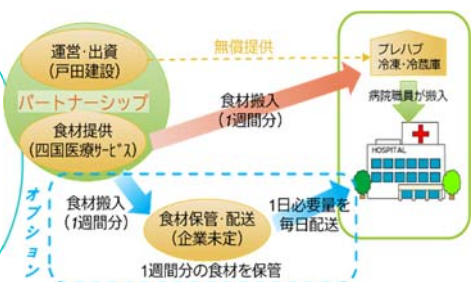 運営・出資
(戸田建設)
パートナーシップ
食材提供
(四国医療ｻｰﾋﾞｽ)
無償提供
食材搬入
(1週間分)
プレハブ
冷凍・冷蔵庫
病院職員が搬入
HOSPITAL
オプション
食材搬入
(1週間分)
食材保管・配送
(企業未定)
1日必要量を
毎日配送
1週間分の食材を保管